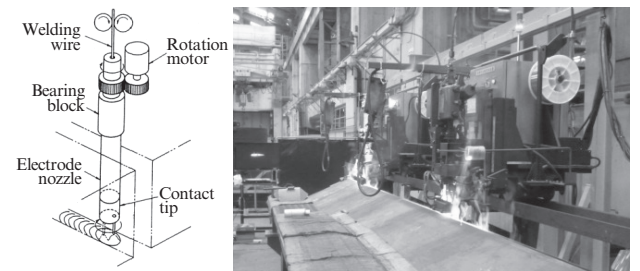 Welding
wire
Rotation
motor
Bearing
block
Electrode
nozzle
Contact
tip